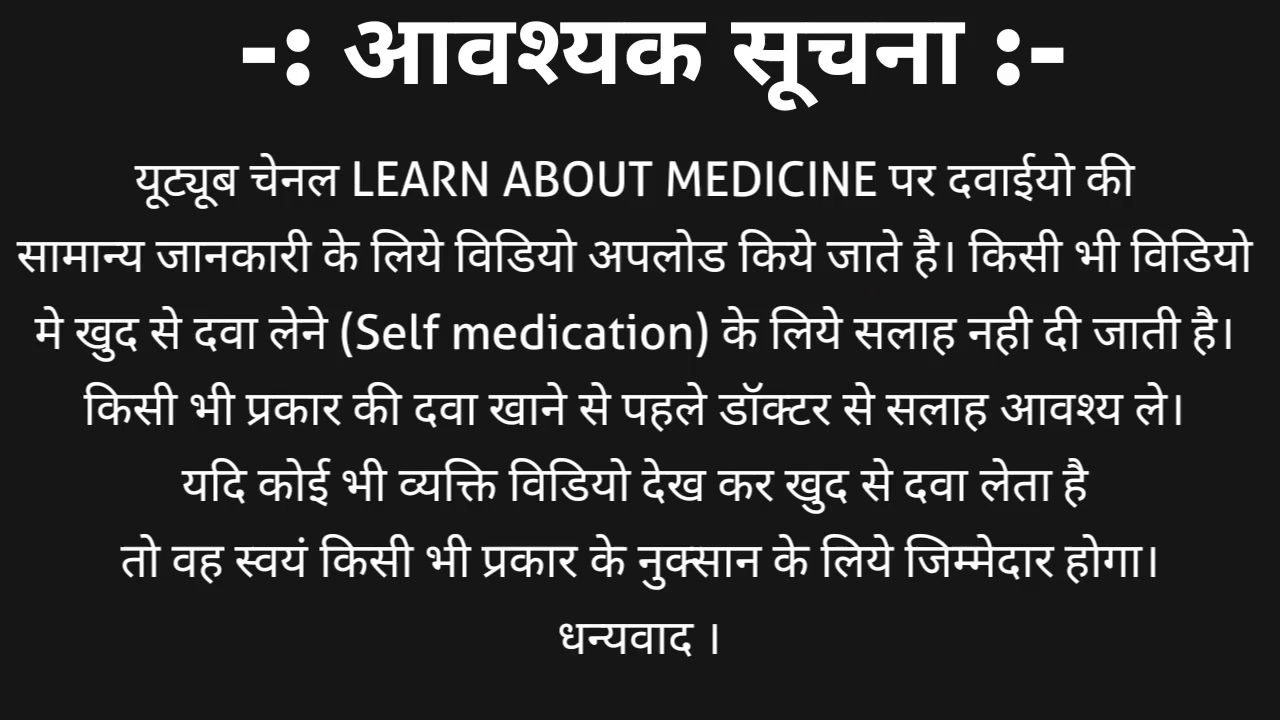 -: आवश्यक सूचना :-
यूट्यूब चेनल LEARN ABOUT MEDICINE पर दवाईयो की
सामान्य जानकारी के लिये विडियो अपलोड किये जाते है। किसी भी विडियो
मे खुद से दवा लेने (Self medication) के लिये सलाह नही दी जाती है।
किसी भी प्रकार की दवा खाने से पहले डॉक्टर से सलाह आवश्य ले।
यदि कोई भी व्यक्ति विडियो देख कर खुद से दवा लेता है
तो वह स्वयं किसी भी प्रकार के नुक्सान के लिये जिम्मेदार होगा।
धन्यवाद ।